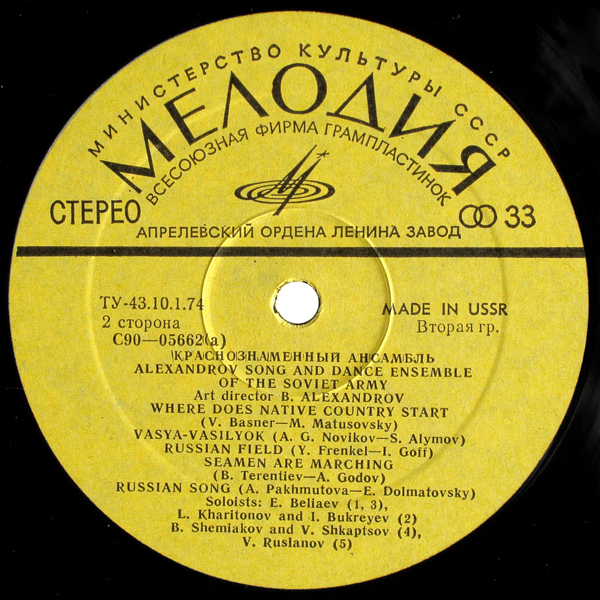 МИНИСТЕРСТВО КУЛЬТУРЫ СССР
МЕЛОДИЯ
ВСЕСОЮЗНАЯ ФИРМА ГРАМПЛАСТИНОК
СТЕРЕО
33
АПРЕЛЕВСКИЙ ОРДЕНА ЛЕНИНА ЗАВОД
ТУ-43.10.1.74
MADE IN USSR
2 сторона
Вторая гр.
С90—05662(а)
КРАСНОЗНАМЕННЫЙ АНСАМБЛЬ
ALEXANDROV SONG AND DANCE ENSEMBLE
OF THE SOVIET ARMY
Art director B. ALEXANDROV
WHERE DOES NATIVE COUNTRY START
(V. Basner—M. Matusovsky)
VASYA-VASILYOK (A. G. Novikov—S. Alymov)
RUSSIAN FIELD (Y. Frenkel—I. Goff)
SEAMEN ARE MARCHING
(B. Terentiev—A. Godov)
RUSSIAN SONG (A. Pakhmutova—E. Dolmatovsky)
Soloists: E. Beliaev (1, 3),
L. Kharitonov and I. Bukreyev (2)
B. Shemiakov and V. Shkaptsov (4),
V. Ruslanov (5)